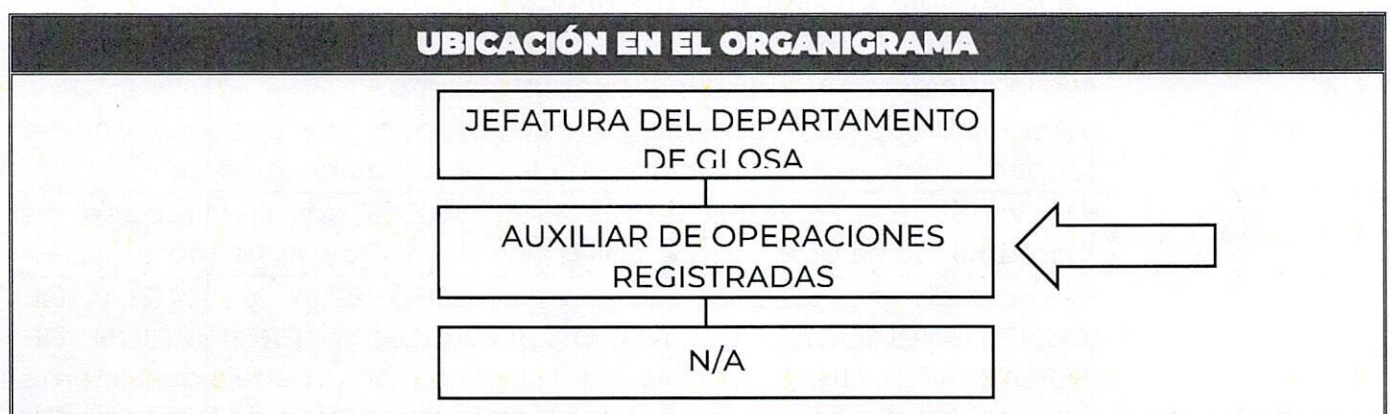 UBICACIÓN EN EL ORGANIGRAMA
JEFATURA DEL DEPARTAMENTO
DE GLOSA
AUXILIAR DE OPERACIONES
REGISTRADAS
N/A